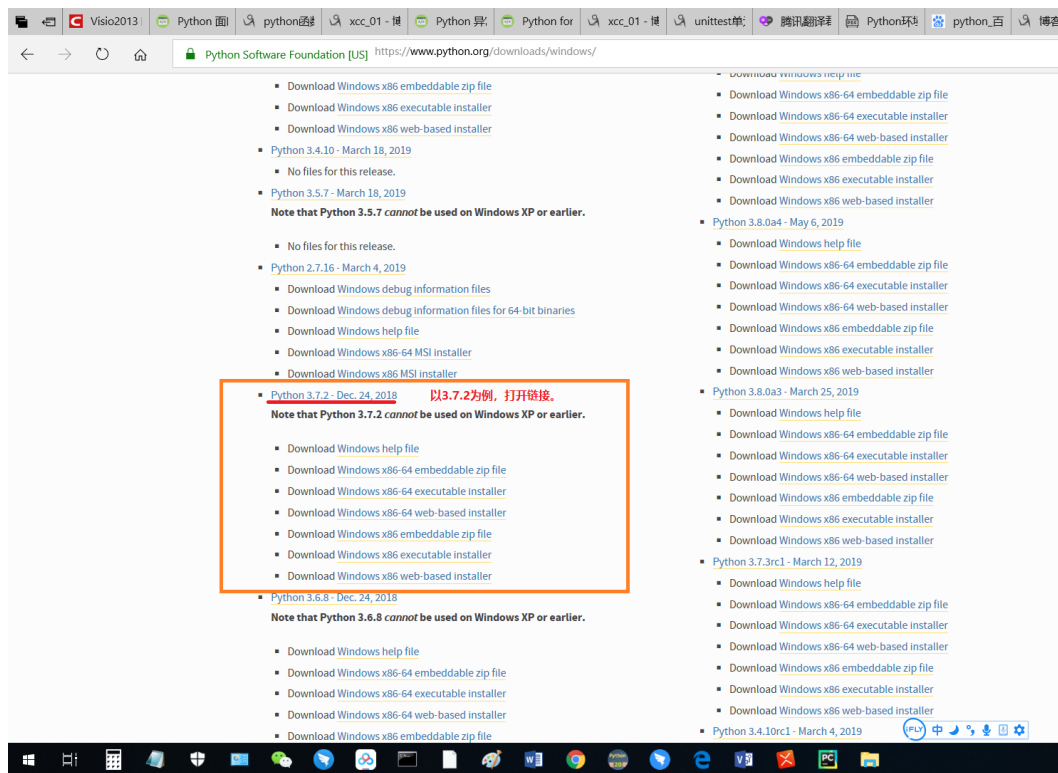 Visio2013
Python 面
python函
xcc_01 - 博
Python 异
Python for
xcc_01 - 博
unittest单
腾讯翻译君
Python环境
python_百
博客
Python Software Foundation [US] https://www.python.org/downloads/windows/
Download Windows x86 embeddable zip file
Download Windows x86 executable installer
Download Windows x86 web-based installer
Python 3.4.10 - March 18, 2019
No files for this release.
Python 3.5.7 - March 18, 2019
Note that Python 3.5.7 cannot be used on Windows XP or earlier.
No files for this release.
Python 2.7.16 - March 4, 2019
Download Windows debug information files
Download Windows debug information files for 64-bit binaries
Download Windows help file
Download Windows x86-64 MSI installer
Download Windows x86 MSI installer
Python 3.7.2 - Dec. 24, 2018 以3.7.2为例，打开链接。
Note that Python 3.7.2 cannot be used on Windows XP or earlier.
Download Windows help file
Download Windows x86-64 embeddable zip file
Download Windows x86-64 executable installer
Download Windows x86-64 web-based installer
Download Windows x86 embeddable zip file
Download Windows x86 executable installer
Download Windows x86 web-based installer
Python 3.6.8 - Dec. 24, 2018
Note that Python 3.6.8 cannot be used on Windows XP or earlier.
Download Windows help file
Download Windows x86-64 embeddable zip file
Download Windows x86-64 executable installer
Download Windows x86-64 web-based installer
Download Windows x86 embeddable zip file
Download Windows help file
Download Windows x86-64 embeddable zip file
Download Windows x86-64 executable installer
Download Windows x86-64 web-based installer
Download Windows x86 embeddable zip file
Download Windows x86 executable installer
Download Windows x86 web-based installer
Python 3.8.0a4 - May 6, 2019
Download Windows help file
Download Windows x86-64 embeddable zip file
Download Windows x86-64 executable installer
Download Windows x86-64 web-based installer
Download Windows x86 embeddable zip file
Download Windows x86 executable installer
Download Windows x86 web-based installer
Python 3.8.0a3 - March 25, 2019
Download Windows help file
Download Windows x86-64 embeddable zip file
Download Windows x86-64 executable installer
Download Windows x86-64 web-based installer
Download Windows x86 embeddable zip file
Download Windows x86 executable installer
Download Windows x86 web-based installer
Python 3.7.3rc1 - March 12, 2019
Download Windows help file
Download Windows x86-64 embeddable zip file
Download Windows x86-64 executable installer
Download Windows x86-64 web-based installer
Download Windows x86 embeddable zip file
Download Windows x86 executable installer
Download Windows x86 web-based installer
Python 3.4.10rc1 - March 4, 2019
iFLY 中